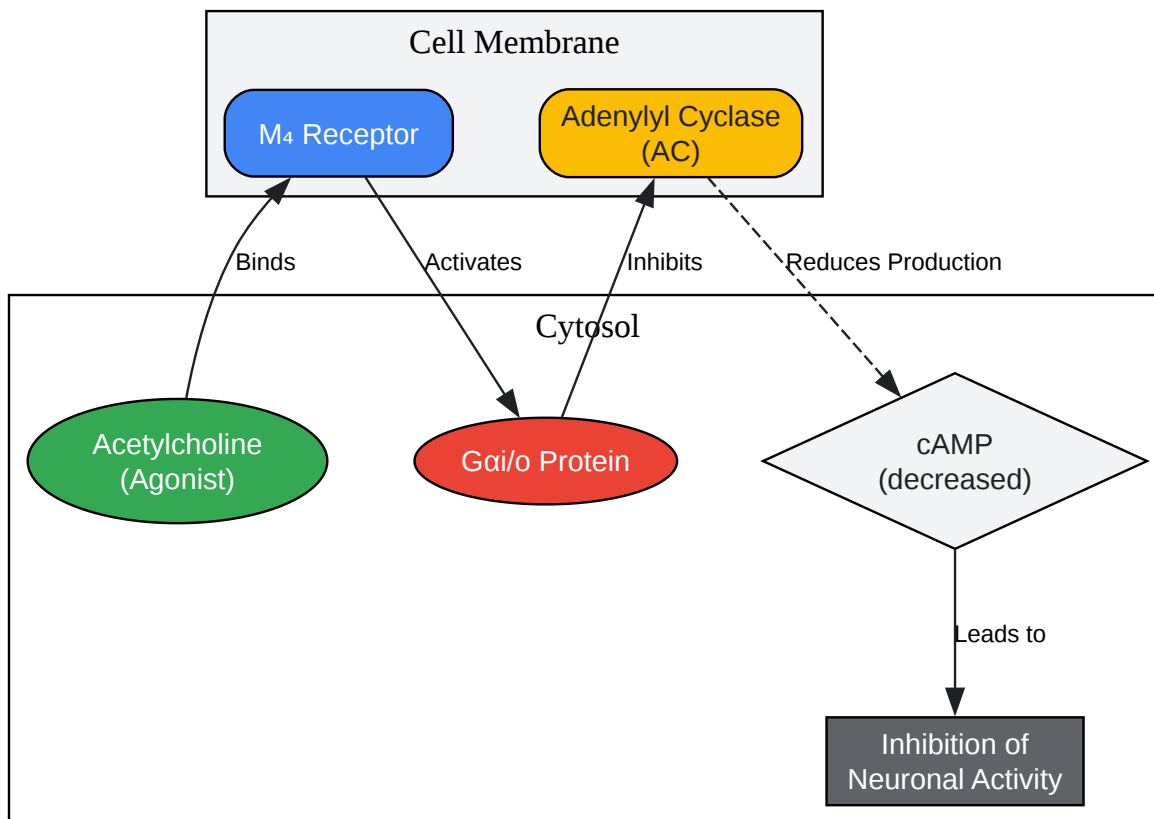 Cell Membrane
M₄ Receptor
Adenylyl Cyclase
(AC)
Binds
Activates
Inhibits
Reduces Production
Cytosol
Acetylcholine
(Agonist)
Gαi/o Protein
cAMP
(decreased)
Leads to
Inhibition of
Neuronal Activity